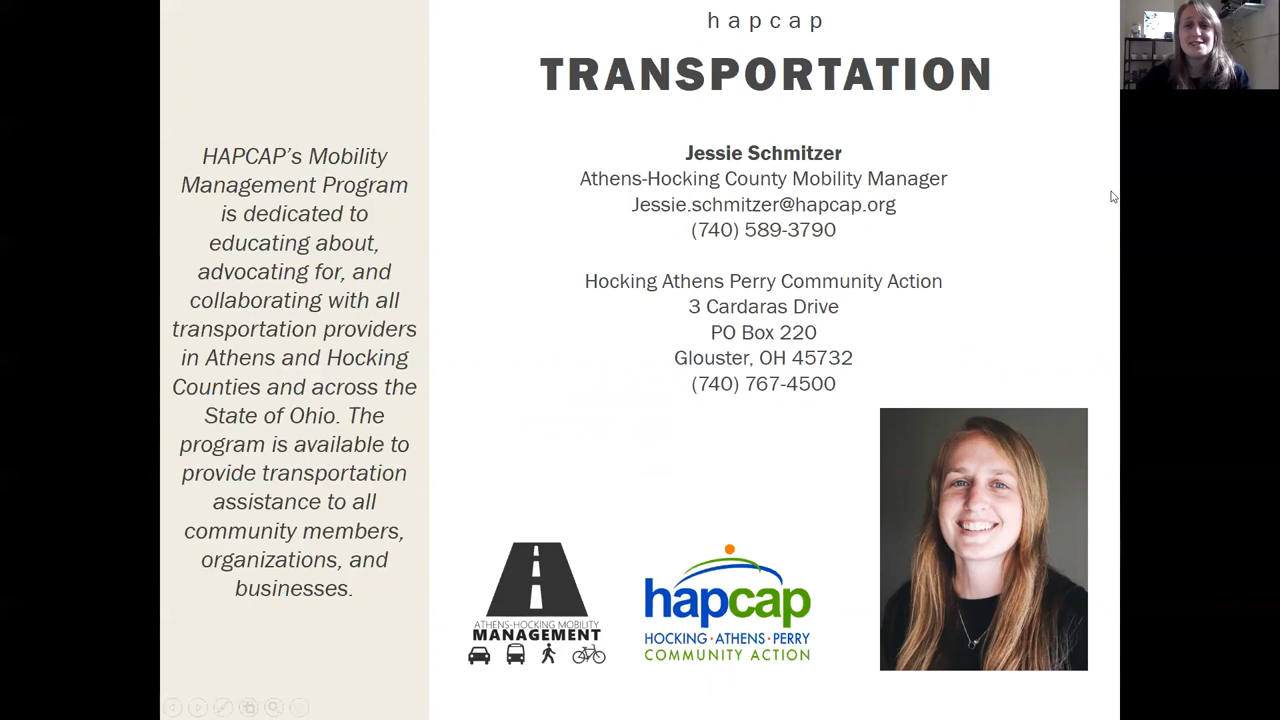 hapcap
TRANSPORTATION
HAPCAP's Mobility
Management Program
is dedicated to
educating about,
advocating for, and
collaborating with all
transportation providers
in Athens and Hocking
Counties and across the
State of Ohio. The
program is available to
provide transportation
assistance to all
community members,
organizations, and
businesses.
Jessie Schmitzer
Athens-Hocking County Mobility Manager
Jessie.schmitzer@hapcap.org
(740) 589-3790
Hocking Athens Perry Community Action
3 Cardaras Drive
PO Box 220
Glouster, OH 45732
(740) 767-4500
ATHENS-HOCKING MOBILITY
MANAGEMENT
hapcap
HOCKING · ATHENS · PERRY
COMMUNITY ACTION